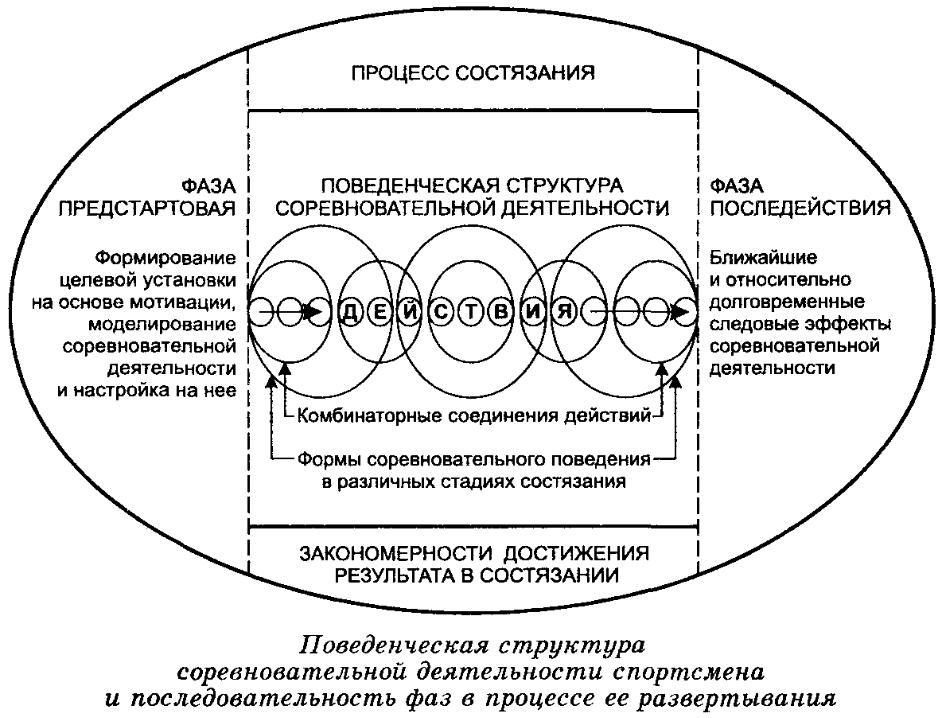 ПРОЦЕСС СОСТЯЗАНИЯ
ФАЗА
ПРЕДСТАРТОВАЯ
Формирование
целевой установки
на основе мотивации,
моделирование
соревновательной
деятельности
и настройка на нее
ПОВЕДЕНЧЕСКАЯ СТРУКТУРА
СОРЕВНОВАТЕЛЬНОЙ ДЕЯТЕЛЬНОСТИ
ДЕЙСТВИЯ
Комбинаторные соединения действий
Формы соревновательного поведения
в различных стадиях состязания
ФАЗА
ПОСЛЕДЕЙСТВИЯ
Ближайшие
и относительно
долговременные
следовые эффекты
соревновательной
деятельности
ЗАКОНОМЕРНОСТИ ДОСТИЖЕНИЯ
РЕЗУЛЬТАТА В СОСТЯЗАНИИ
Поведенческая структура
соревновательной деятельности спортсмена
и последовательность фаз в процессе ее развертывания